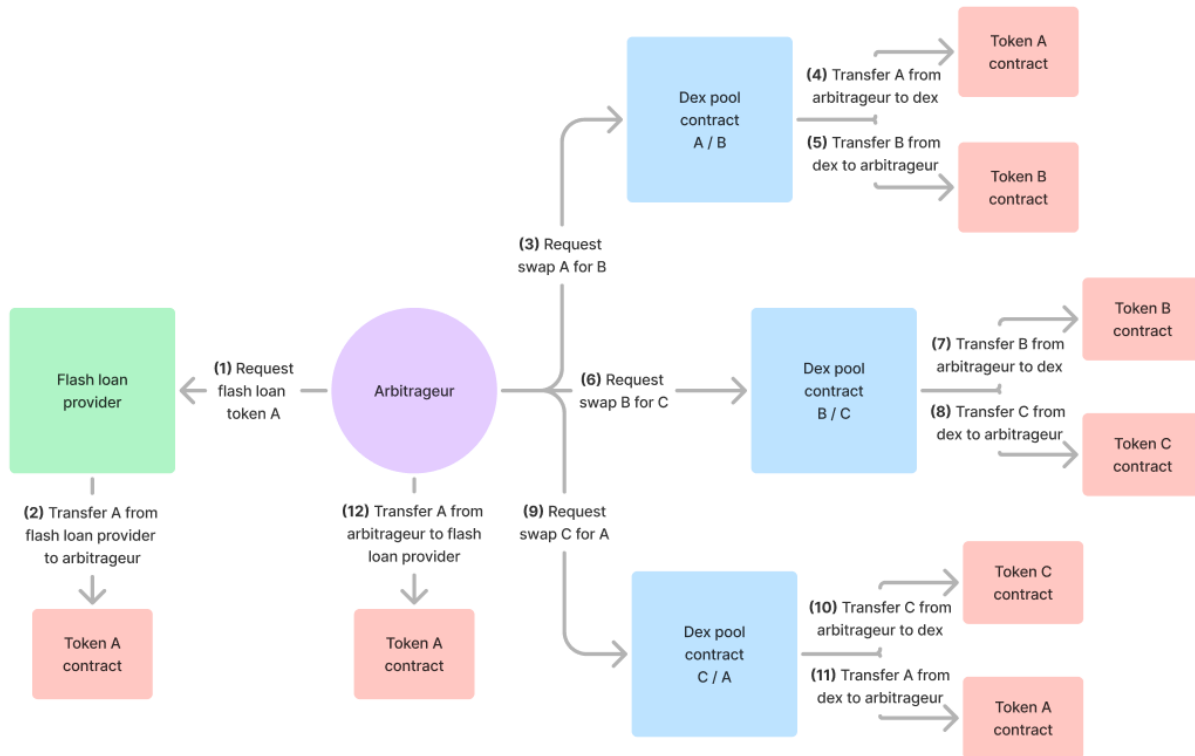 Flash loan
provider
(1) Request
flash loan
token A
Arbitrageur
(2) Transfer A from
flash loan provider
to arbitrageur
Token A
contract
(12) Transfer A from
arbitrageur to flash
loan provider
Token A
contract
(3) Request
swap A for B
Dex pool
contract
A / B
(4) Transfer A from
arbitrageur to dex
Token A
contract
(5) Transfer B from
dex to arbitrageur
Token B
contract
(6) Request
swap B for C
Dex pool
contract
B / C
(7) Transfer B from
arbitrageur to dex
Token B
contract
(8) Transfer C from
dex to arbitrageur
Token C
contract
(9) Request
swap C for A
Dex pool
contract
C / A
(10) Transfer C from
arbitrageur to dex
Token C
contract
(11) Transfer A from
dex to arbitrageur
Token A
contract